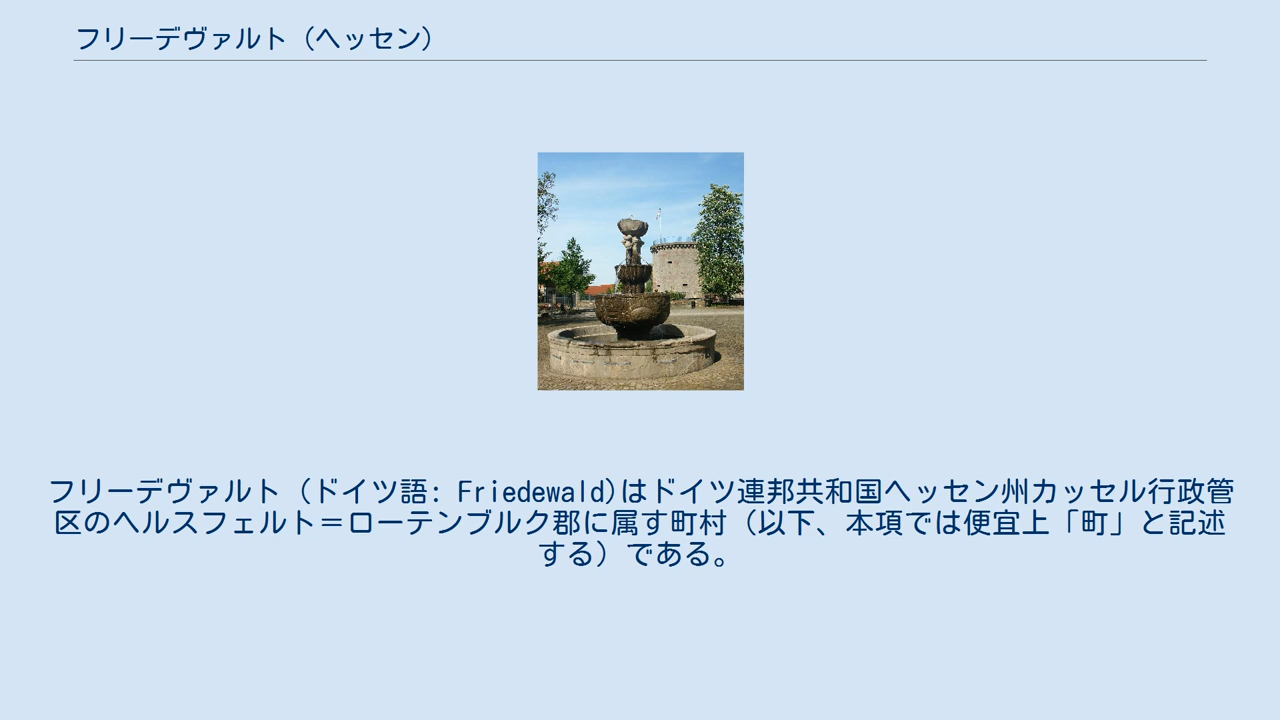 フリーデヴァルト (ヘッセン)
フリーデヴァルト (ドイツ語: Friedewald)はドイツ連邦共和国ヘッセン州カッセル行政管
区のヘルスフェルト＝ローテンブルク郡に属す町村（以下、本項では便宜上「町」と記述
する）である。